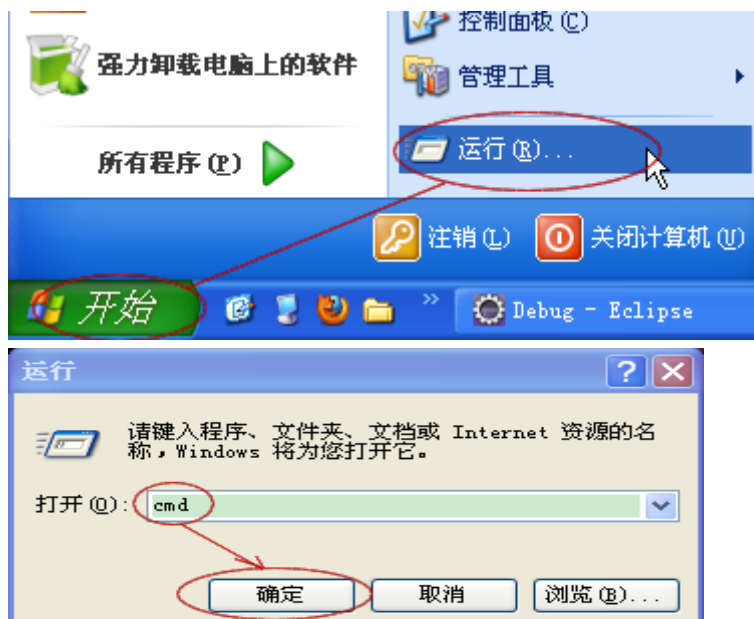 控制面板(C)
强力卸载电脑上的软件
管理工具
所有程序(P)
运行(R)...
注销(L)
关闭计算机(U)
开始
Debug - Eclipse
运行
请键入程序、文件夹、文档或 Internet 资源的名
称，Windows 将为您打开它。
打开(O):
cmd
确定
取消
浏览(B)...